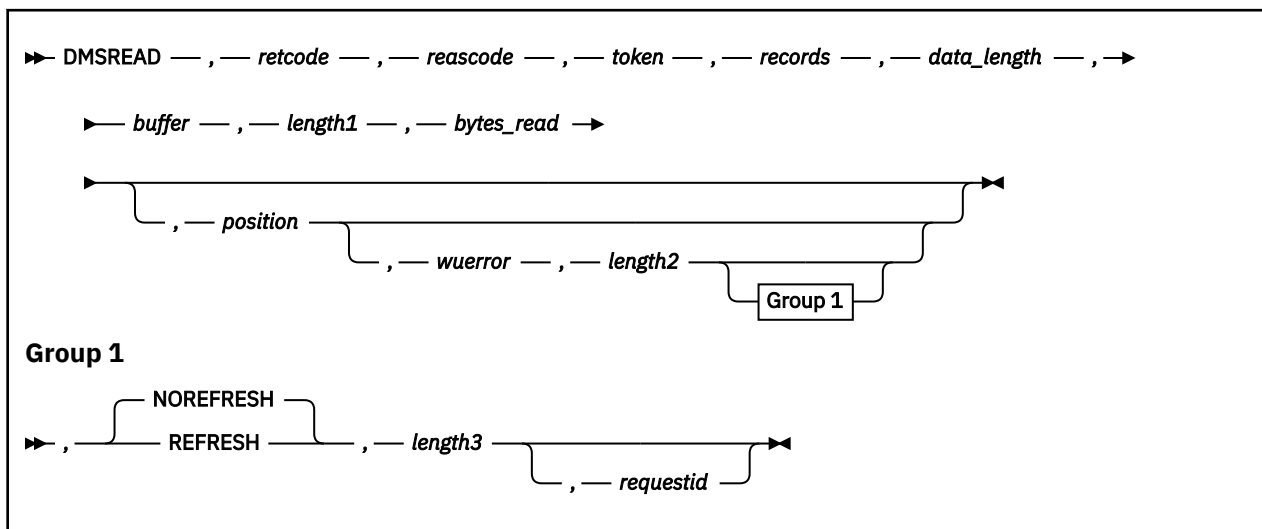 DMSREAD , retcode , reascode , token , records , data_length ,
buffer , length1 , bytes_read
, position
, wuerror , length2
Group 1
Group 1
NOREFRESH
, REFRESH , length3
, requestid